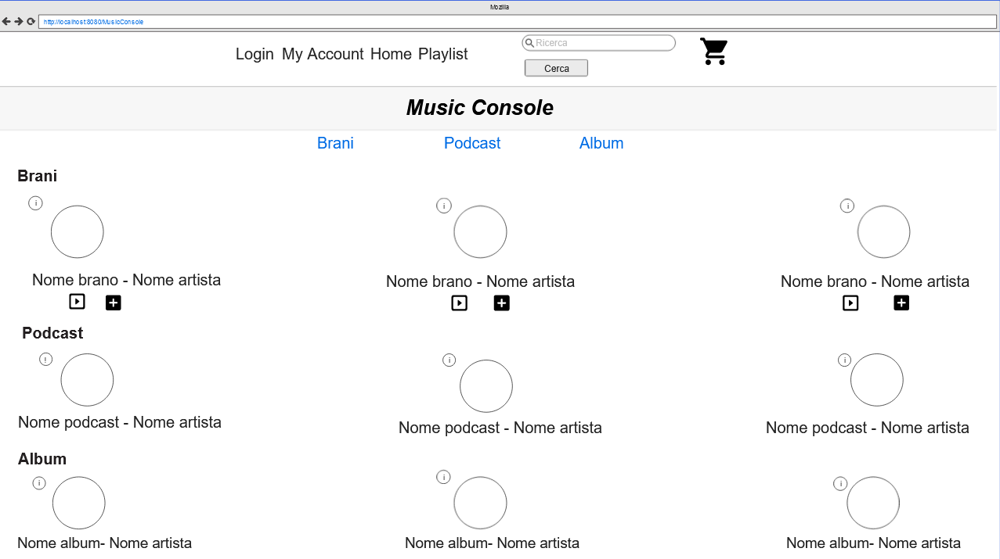 Mozilla
http://localhost:8080/MusicConsole
Login My Account Home Playlist
Ricerca
Cerca
Music Console
Brani Podcast Album
Brani
i i i
Nome brano - Nome artista Nome brano - Nome artista Nome brano - Nome artista
Podcast
! i i
Nome podcast - Nome artista Nome podcast - Nome artista Nome podcast - Nome artista
Album
i i i
Nome album- Nome artista Nome album- Nome artista Nome album- Nome artista